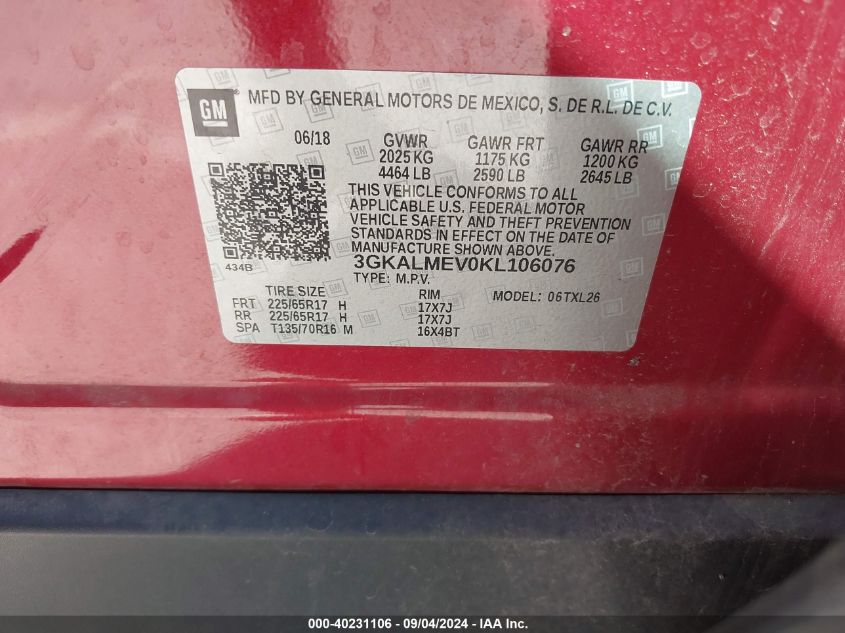 GM MFD BY GENERAL MOTORS DE MEXICO, S. DE R.L. DE C.V.
06/18 GVWR GAWR FRT GAWR RR
2025 KG 1175 KG 1200 KG
4464 LB 2590 LB 2645 LB
THIS VEHICLE CONFORMS TO ALL
APPLICABLE U.S. FEDERAL MOTOR
VEHICLE SAFETY AND THEFT PREVENTION
STANDARDS IN EFFECT ON THE DATE OF
MANUFACTURE SHOWN ABOVE.
434B 3GKALMEV0KL106076
TYPE: M.P.V.
TIRE SIZE RIM MODEL: 06TXL26
FRT 225/65R17 H 17X7J
RR 225/65R17 H 17X7J
SPA T135/70R16 M 16X4BT
000-40231106 - 09/04/2024 - IAA, Inc.